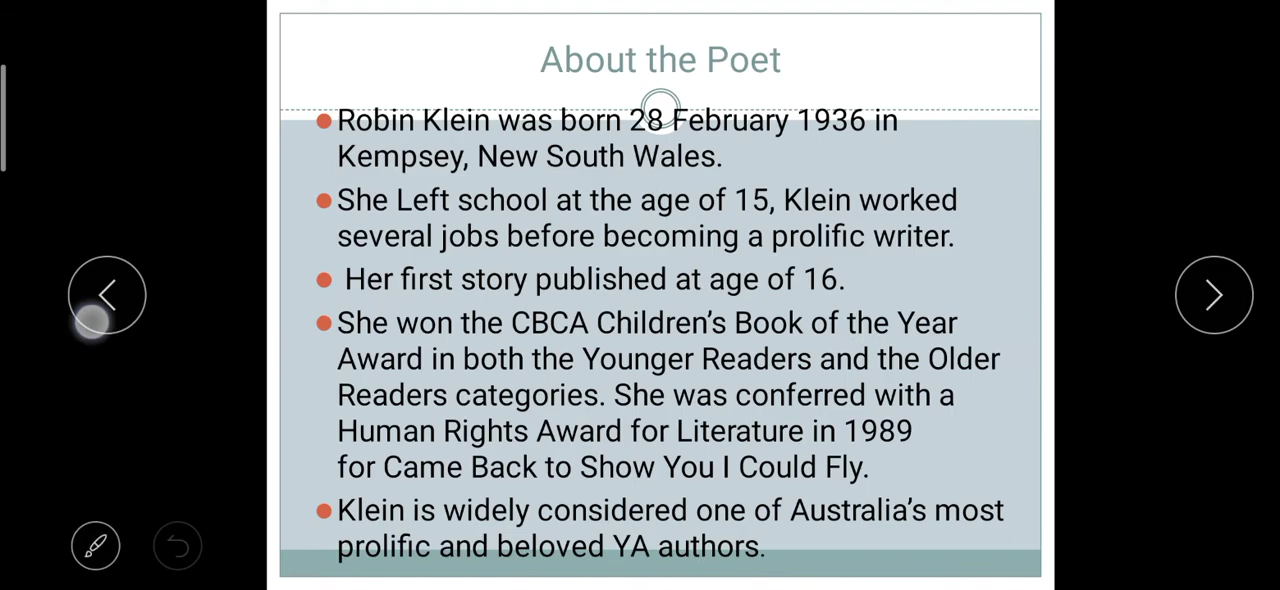 About the Poet
Robin Klein was born 28 February 1936 in
Kempsey, New South Wales.
She Left school at the age of 15, Klein worked
several jobs before becoming a prolific writer.
Her first story published at age of 16.
She won the CBCA Children’s Book of the Year
Award in both the Younger Readers and the Older
Readers categories. She was conferred with a
Human Rights Award for Literature in 1989
for Came Back to Show You I Could Fly.
Klein is widely considered one of Australia’s most
prolific and beloved YA authors.